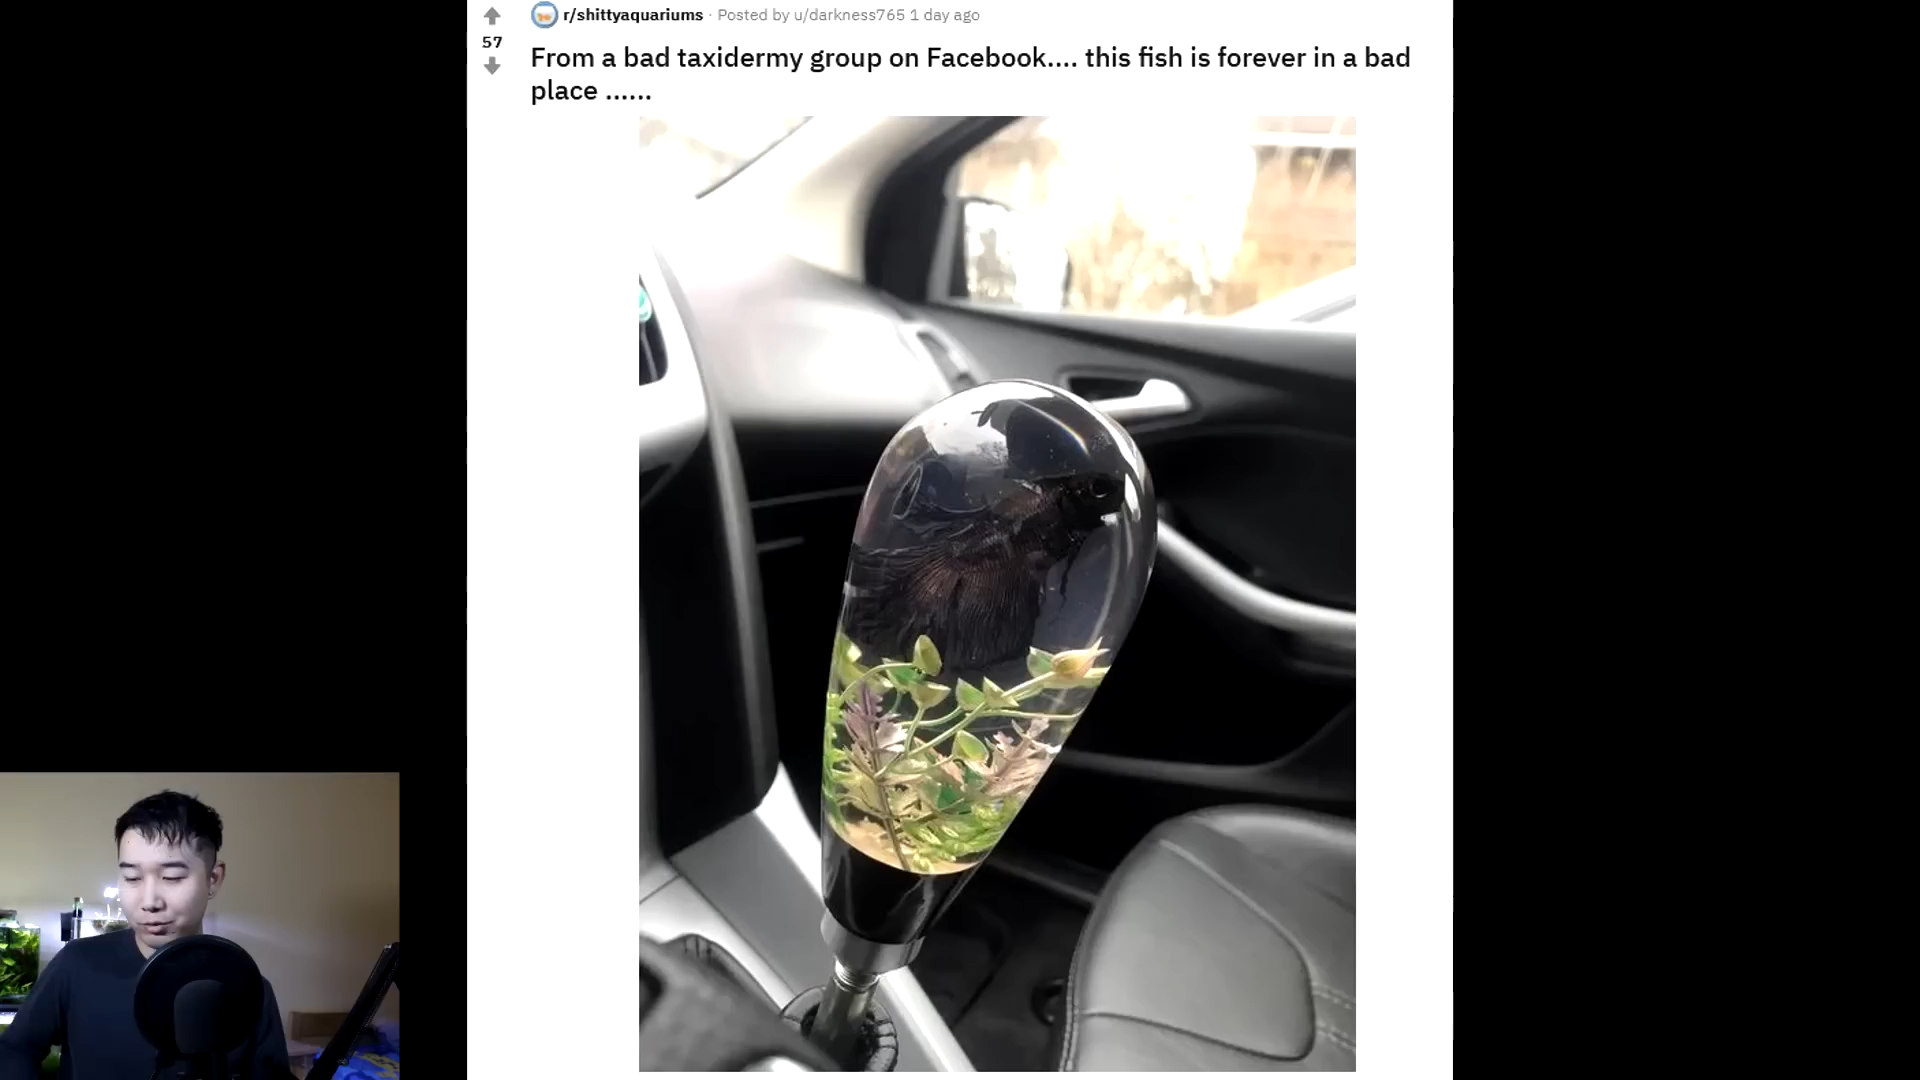 r/shittyaquariums · Posted by u/darkness765 1 day ago
57
From a bad taxidermy group on Facebook.... this fish is forever in a bad
place ......